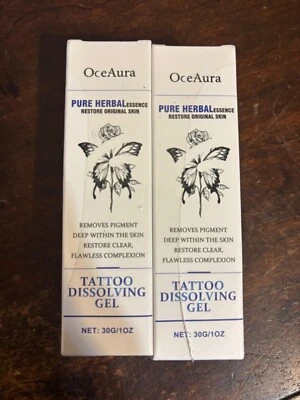 OceAura
PURE HERBAL ESSENCE
RESTORE ORIGINAL SKIN
REMOVES PIGMENT
DEEP WITHIN THE SKIN
RESTORE CLEAR,
FLAWLESS COMPLEXION
TATTOO
DISSOLVING
GEL
NET: 30G/1OZ
OceAura
PURE HERBAL ESSENCE
RESTORE ORIGINAL SKIN
REMOVES PIGMENT
DEEP WITHIN THE SKIN
RESTORE CLEAR,
FLAWLESS COMPLEXION
TATTOO
DISSOLVING
GEL
NET: 30G/1OZ